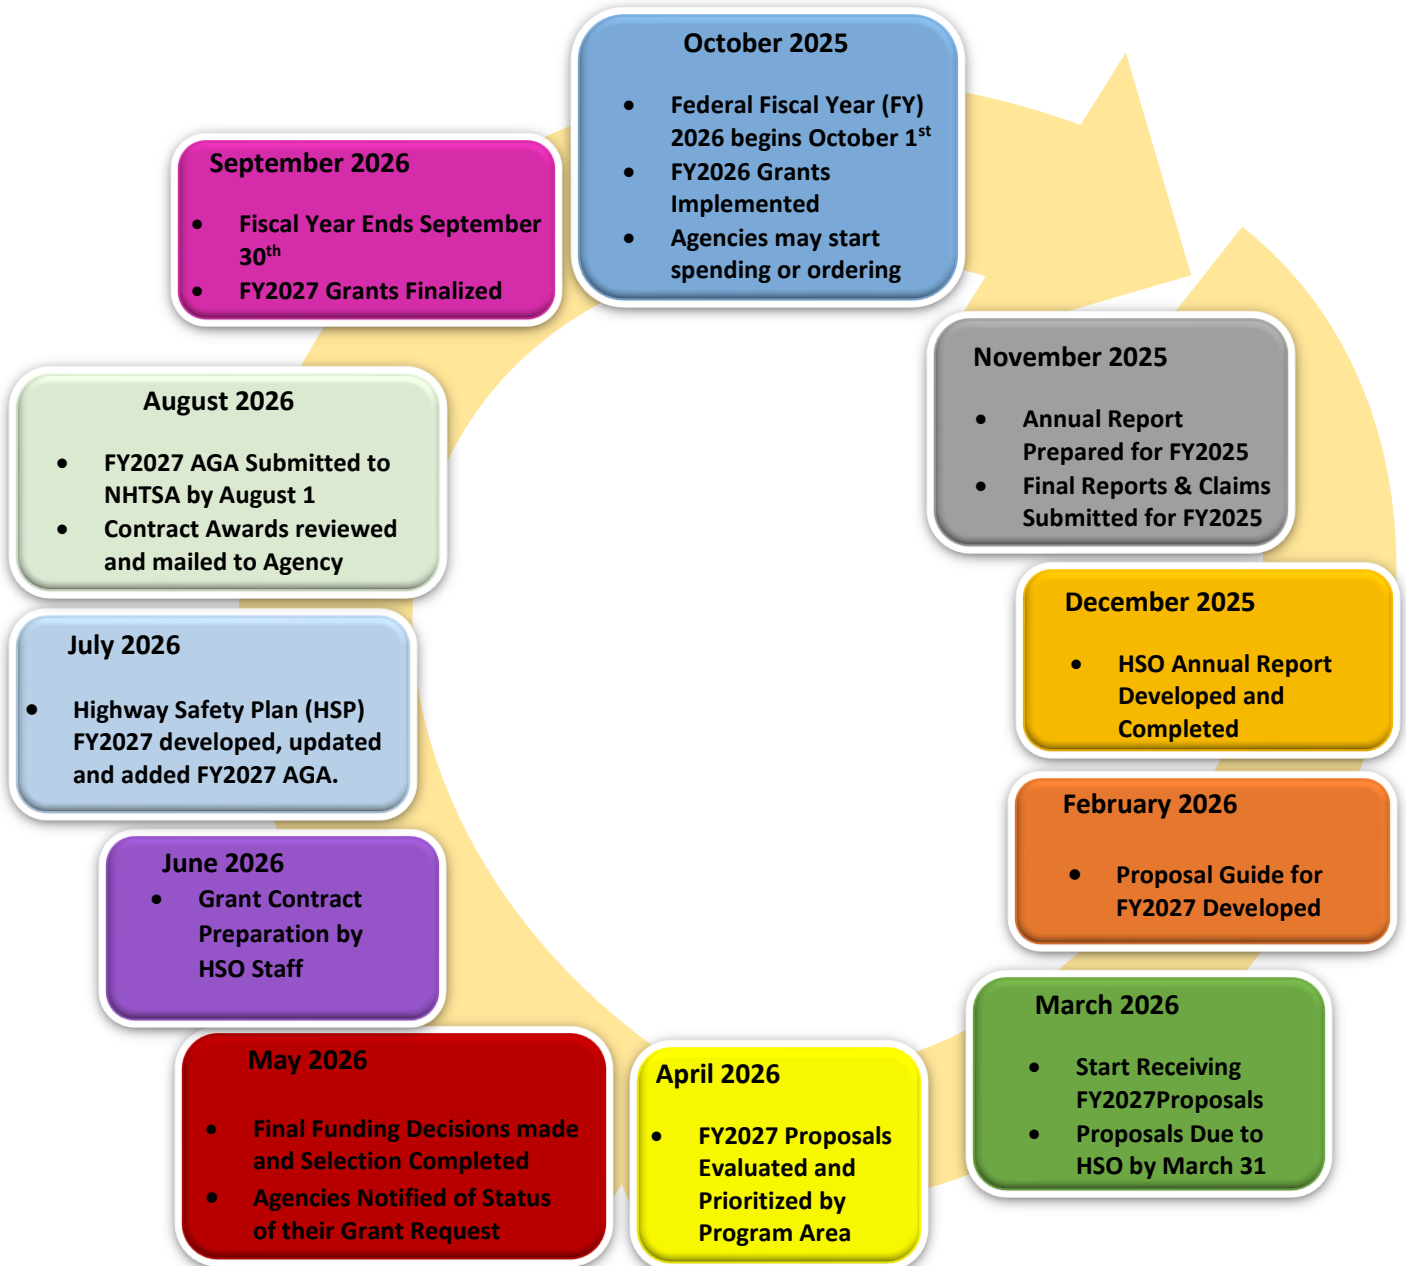 October 2025
• Federal Fiscal Year (FY)
2026 begins October 1st
• FY2026 Grants
Implemented
• Agencies may start
spending or ordering
November 2025
• Annual Report
Prepared for FY2025
• Final Reports & Claims
Submitted for FY2025
December 2025
• HSO Annual Report
Developed and
Completed
February 2026
• Proposal Guide for
FY2027 Developed
March 2026
• Start Receiving
FY2027Proposals
• Proposals Due to
HSO by March 31
April 2026
• FY2027 Proposals
Evaluated and
Prioritized by
Program Area
May 2026
• Final Funding Decisions made
and Selection Completed
• Agencies Notified of Status
of their Grant Request
June 2026
• Grant Contract
Preparation by
HSO Staff
July 2026
• Highway Safety Plan (HSP)
FY2027 developed, updated
and added FY2027 AGA.
August 2026
• FY2027 AGA Submitted to
NHTSA by August 1
• Contract Awards reviewed
and mailed to Agency
September 2026
• Fiscal Year Ends September
30th
• FY2027 Grants Finalized